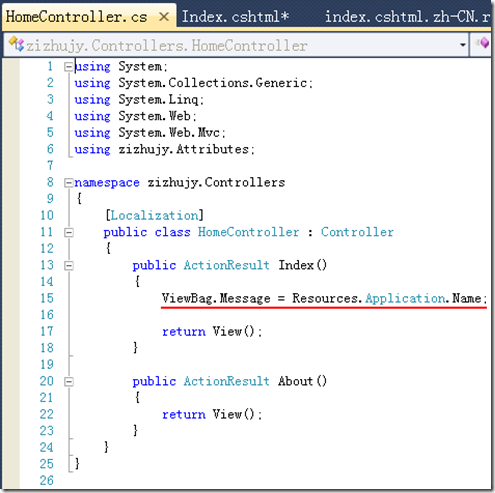 HomeController.cs × Index.cshtml* index.cshtml.zh-CN.r
zizhujy.Controllers.HomeController
1 using System;
2 using System.Collections.Generic;
3 using System.Linq;
4 using System.Web;
5 using System.Web.Mvc;
6 using zizhujy.Attributes;
7
8 namespace zizhujy.Controllers
9 {
10 [Localization]
11 public class HomeController : Controller
12 {
13 public ActionResult Index()
14 {
15 ViewBag.Message = Resources.Application.Name;
16
17 return View();
18 }
19
20 public ActionResult About()
21 {
22 return View();
23 }
24 }
25 }
26